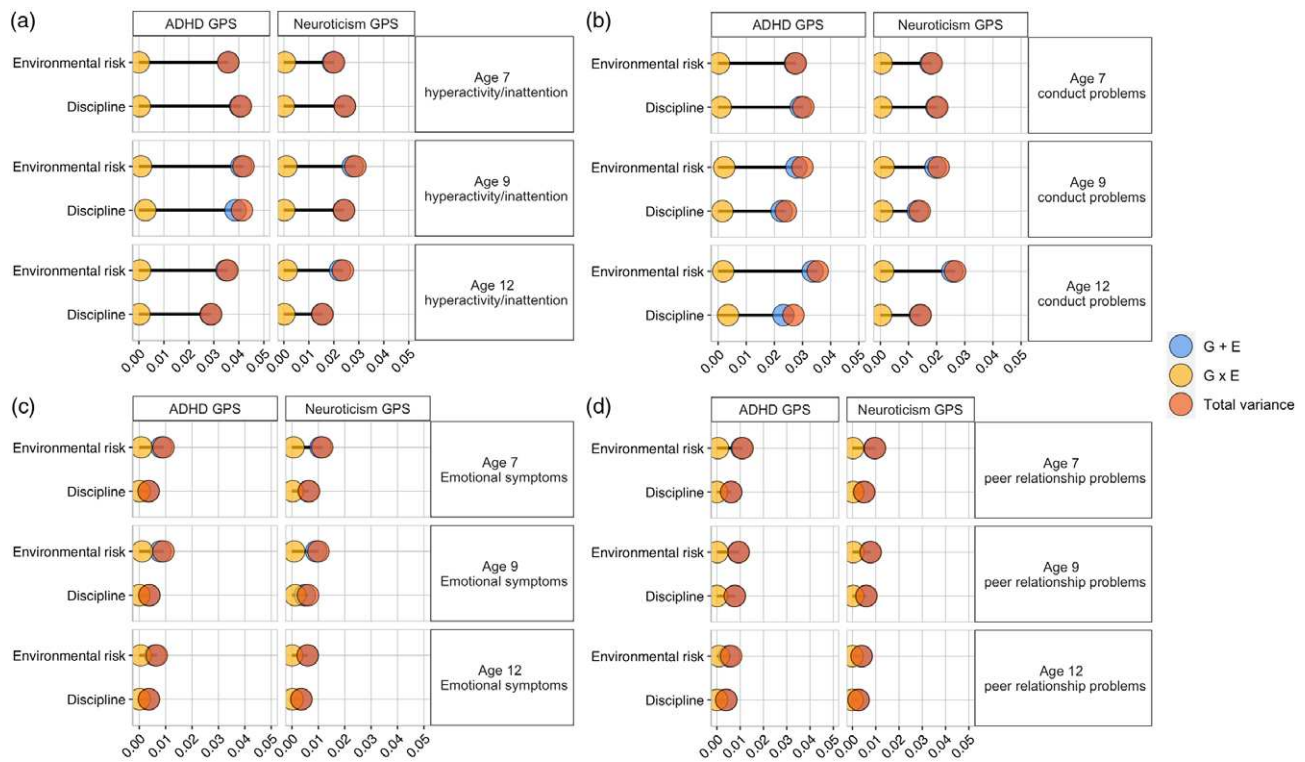 (a)
ADHD GPS
Neuroticism GPS
Environmental risk
Discipline
Age 7
hyperactivity/inattention
Environmental risk
Discipline
Age 9
hyperactivity/inattention
Environmental risk
Discipline
Age 12
hyperactivity/inattention
0.00 0.01 0.02 0.03 0.04 0.05
0.00 0.01 0.02 0.03 0.04 0.05
(b)
ADHD GPS
Neuroticism GPS
Environmental risk
Discipline
Age 7
conduct problems
Environmental risk
Discipline
Age 9
conduct problems
Environmental risk
Discipline
Age 12
conduct problems
0.00 0.01 0.02 0.03 0.04 0.05
0.00 0.01 0.02 0.03 0.04 0.05
G + E
G x E
Total variance
(c)
ADHD GPS
Neuroticism GPS
Environmental risk
Discipline
Age 7
Emotional symptoms
Environmental risk
Discipline
Age 9
Emotional symptoms
Environmental risk
Discipline
Age 12
Emotional symptoms
0.00 0.01 0.02 0.03 0.04 0.05
0.00 0.01 0.02 0.03 0.04 0.05
(d)
ADHD GPS
Neuroticism GPS
Environmental risk
Discipline
Age 7
peer relationship problems
Environmental risk
Discipline
Age 9
peer relationship problems
Environmental risk
Discipline
Age 12
peer relationship problems
0.00 0.01 0.02 0.03 0.04 0.05
0.00 0.01 0.02 0.03 0.04 0.05